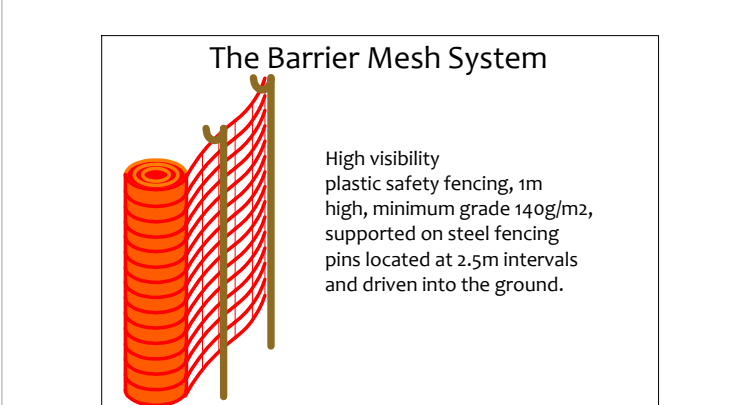 The Barrier Mesh System
High visibility
plastic safety fencing, 1m
high, minimum grade 140g/m2,
supported on steel fencing
pins located at 2.5m intervals
and driven into the ground.